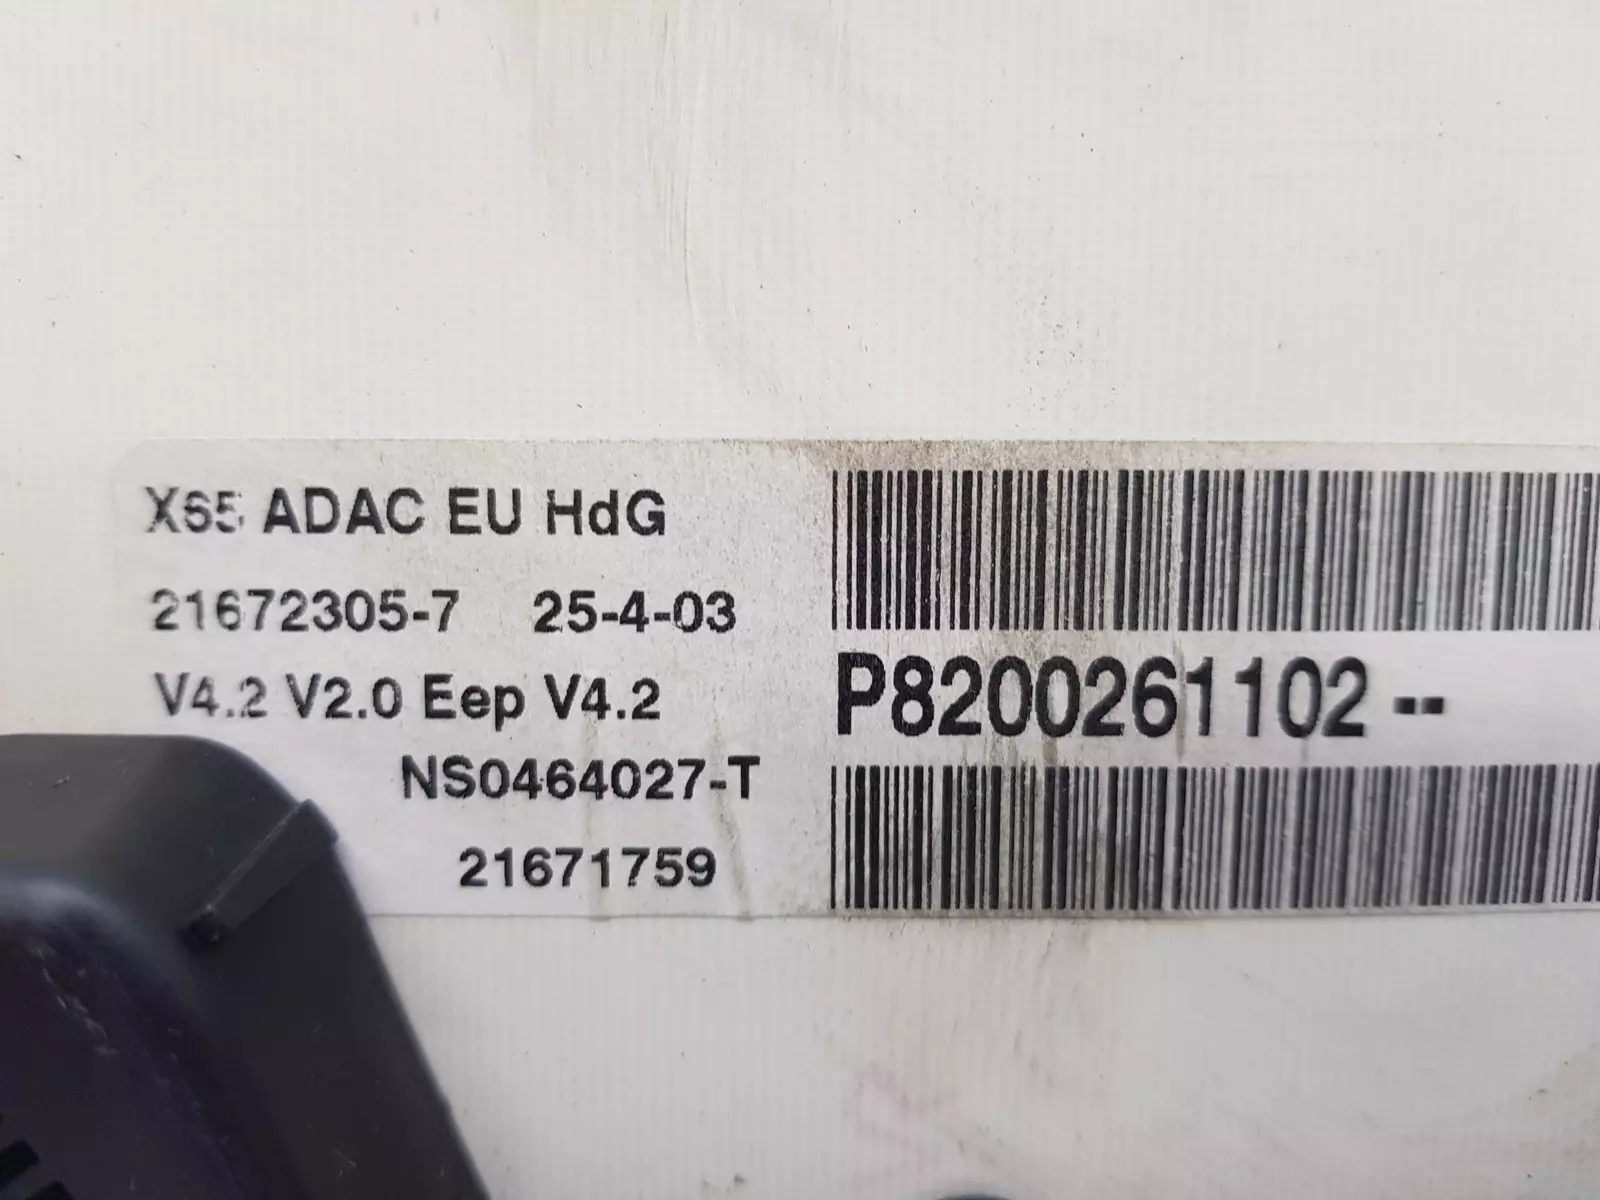 X65 ADAC EU HdG
21672305-7 25-4-03
V4.2 V2.0 Eep V4.2
NS0464027-T
21671759
P8200261102--